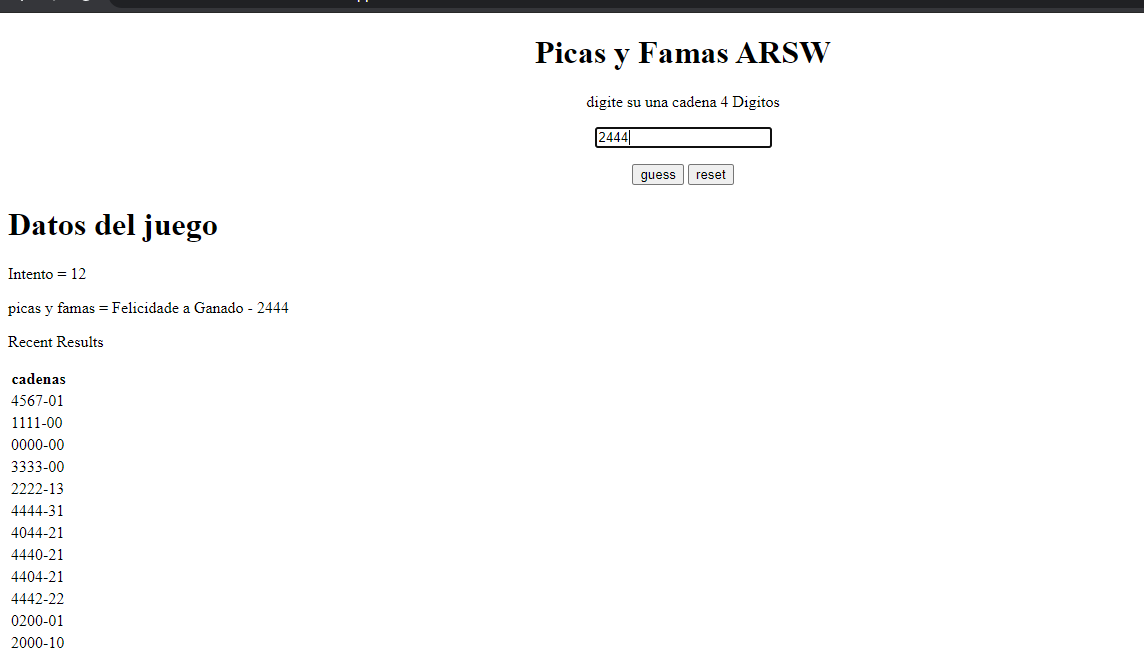 Picas y Famas ARSW
digite su una cadena 4 Digitos
2444
guess reset
Datos del juego
Intento = 12
picas y famas = Felicidade a Ganado - 2444
Recent Results
cadenas
4567-01
1111-00
0000-00
3333-00
2222-13
4444-31
4044-21
4440-21
4404-21
4442-22
0200-01
2000-10